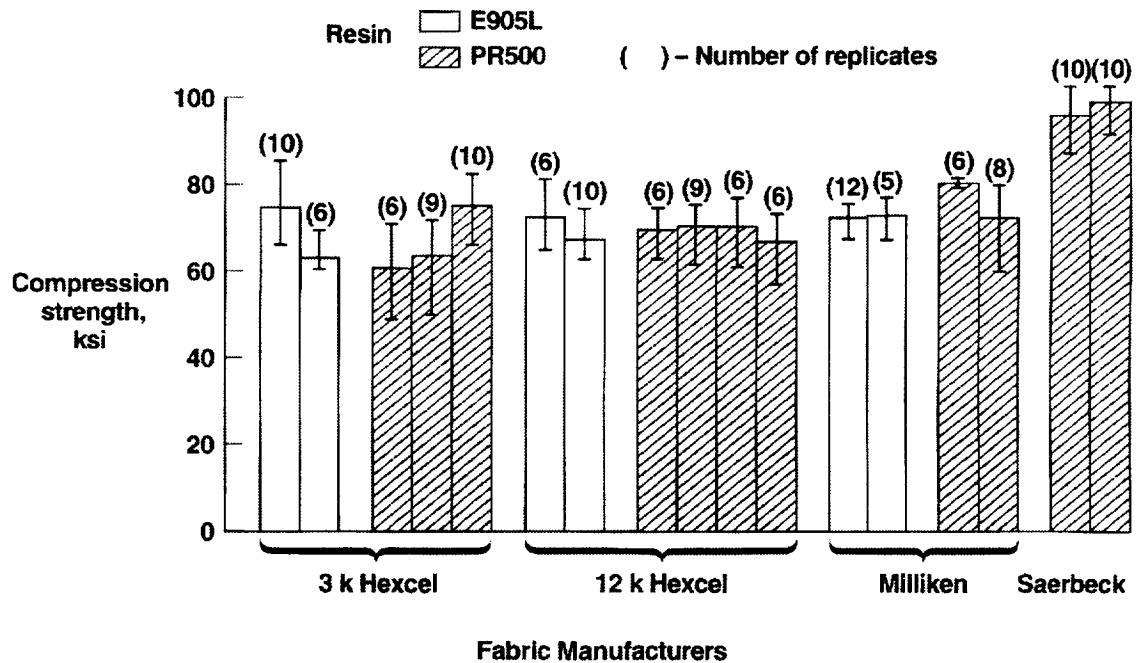 Resin E905L
PR500 ( ) – Number of replicates
(10) (6) (6) (9) (10) (6) (10) (6) (9) (6) (6) (12) (5) (6) (8) (10) (10)
100
80
60
40
20
0
Compression
strength,
ksi
3 k Hexcel 12 k Hexcel Milliken Saerbeck
Fabric Manufacturers